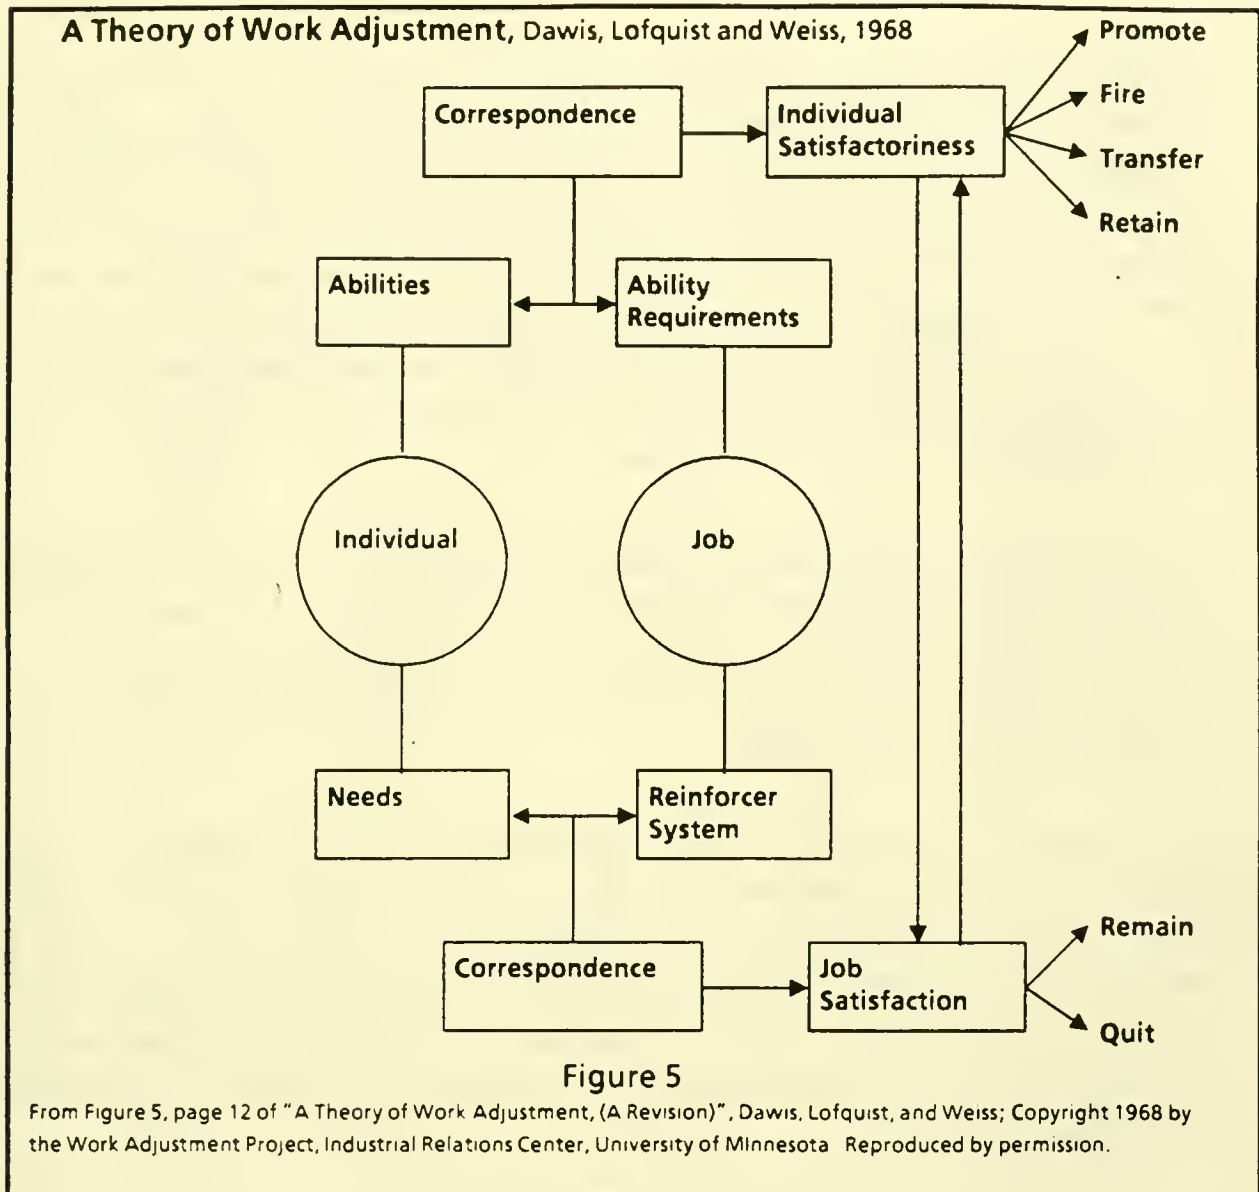 A Theory of Work Adjustment, Dawis, Lofquist and Weiss, 1968
Promote
Fire
Transfer
Retain
Correspondence
Individual
Satisfactoriness
Abilities
Ability
Requirements
Individual
Job
Needs
Reinforcer
System
Correspondence
Job
Satisfaction
Remain
Quit
Figure 5
From Figure 5, page 12 of "A Theory of Work Adjustment, (A Revision)", Dawis, Lofquist, and Weiss; Copyright 1968 by
the Work Adjustment Project, Industrial Relations Center, University of Minnesota Reproduced by permission.